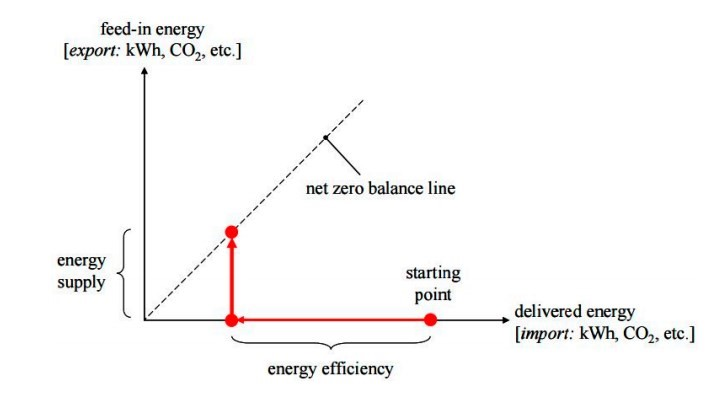 feed-in energy
[export: kWh, CO₂, etc.]
net zero balance line
energy
supply
starting
point
delivered energy
[import: kWh, CO₂, etc.]
energy efficiency